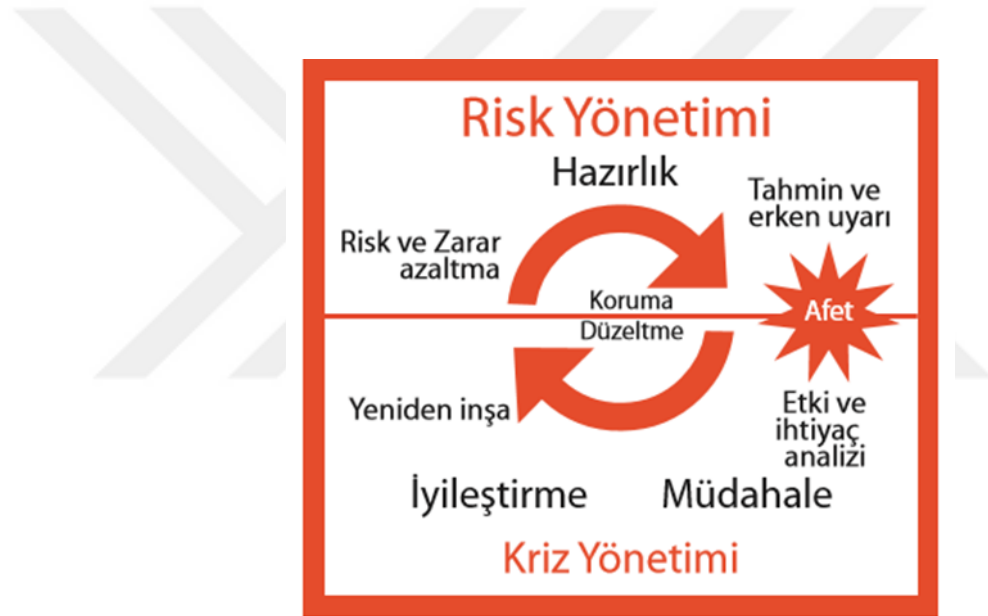 Risk Yönetimi
Hazırlık
Tahmin ve
erken uyarı
Risk ve Zarar
azaltma
Koruma
Afet
Düzeltme
Yeniden inşa
Etki ve
ihtiyaç
analizi
İyileştirme
Müdahale
Kriz Yönetimi